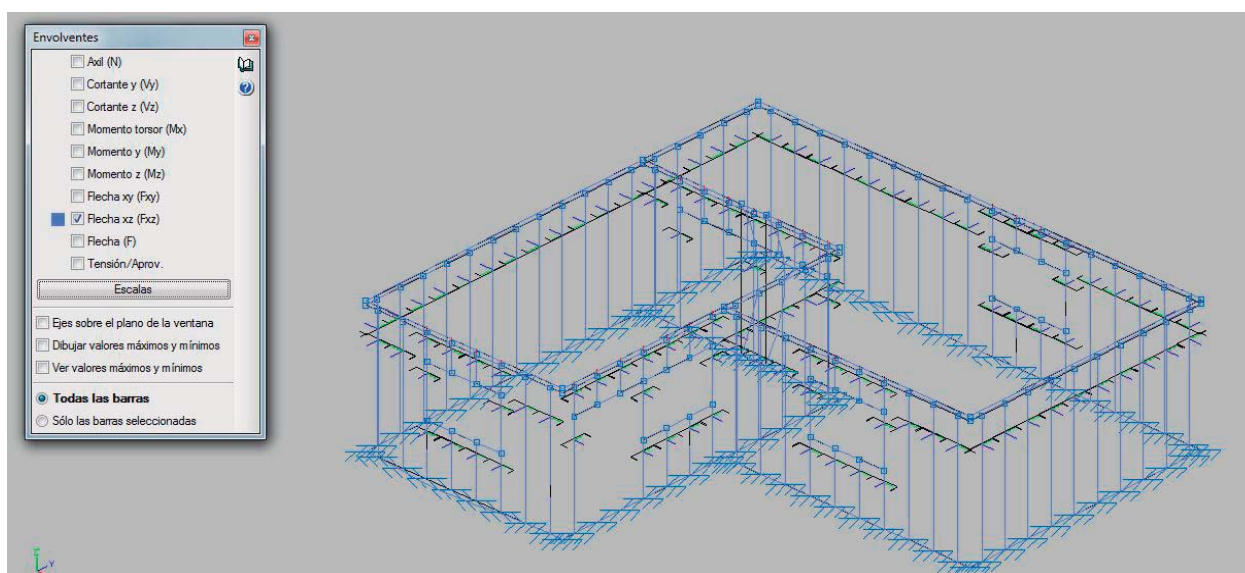 Envolventes
Axil (N)
Cortante y (Vy)
Cortante z (Vz)
Momento torsor (Mx)
Momento y (My)
Momento z (Mz)
Flecha xy (Fxy)
Flecha xz (Fxz)
Flecha (F)
Tensión/Aprov.
Escalas
Ejes sobre el plano de la ventana
Dibujar valores máximos y mínimos
Ver valores máximos y mínimos
Todas las barras
Sólo las barras seleccionadas
Y